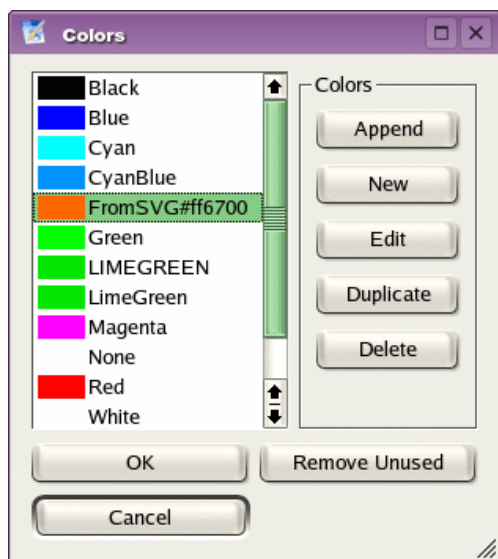 Colors
Black
Blue
Cyan
CyanBlue
FromSVG#ff6700
Green
LIMEGREEN
LimeGreen
Magenta
None
Red
White
Colors
Append
New
Edit
Duplicate
Delete
OK
Remove Unused
Cancel